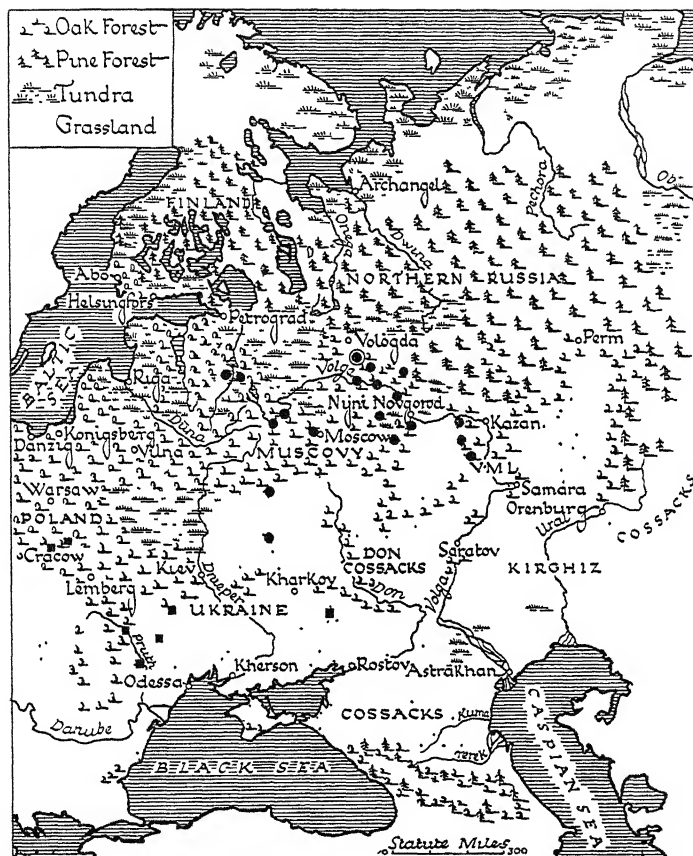 Oak Forest
Pine Forest
Tundra
Grassland
Ob
Pechora
Archangel
FINLAND
Onega
Dwina
NORTHERN RUSSIA
Abo
Helsingfors
Petrograd
Vologda
Perm
BALTIC SEA
Volga
Riga
Nijni Novgorod
Kazan
Duna
Konigsberg
Danzig
Vilna
Moscow
MUSCOVY
V·M·L·
Warsaw
Samara
Orenburg
Ural
COSSACKS
POLAND
Cracow
Kiev
DON
COSSACKS
Saratov
KIRGHIZ
Lemberg
Dnieper
Kharkov
Don
Volga
UKRAINE
Pruth
Odessa
Kherson
Rostov
Astrakhan
Danube
COSSACKS
Kuma
Terek
CASPIAN SEA
BLACK SEA
Statute Miles 300